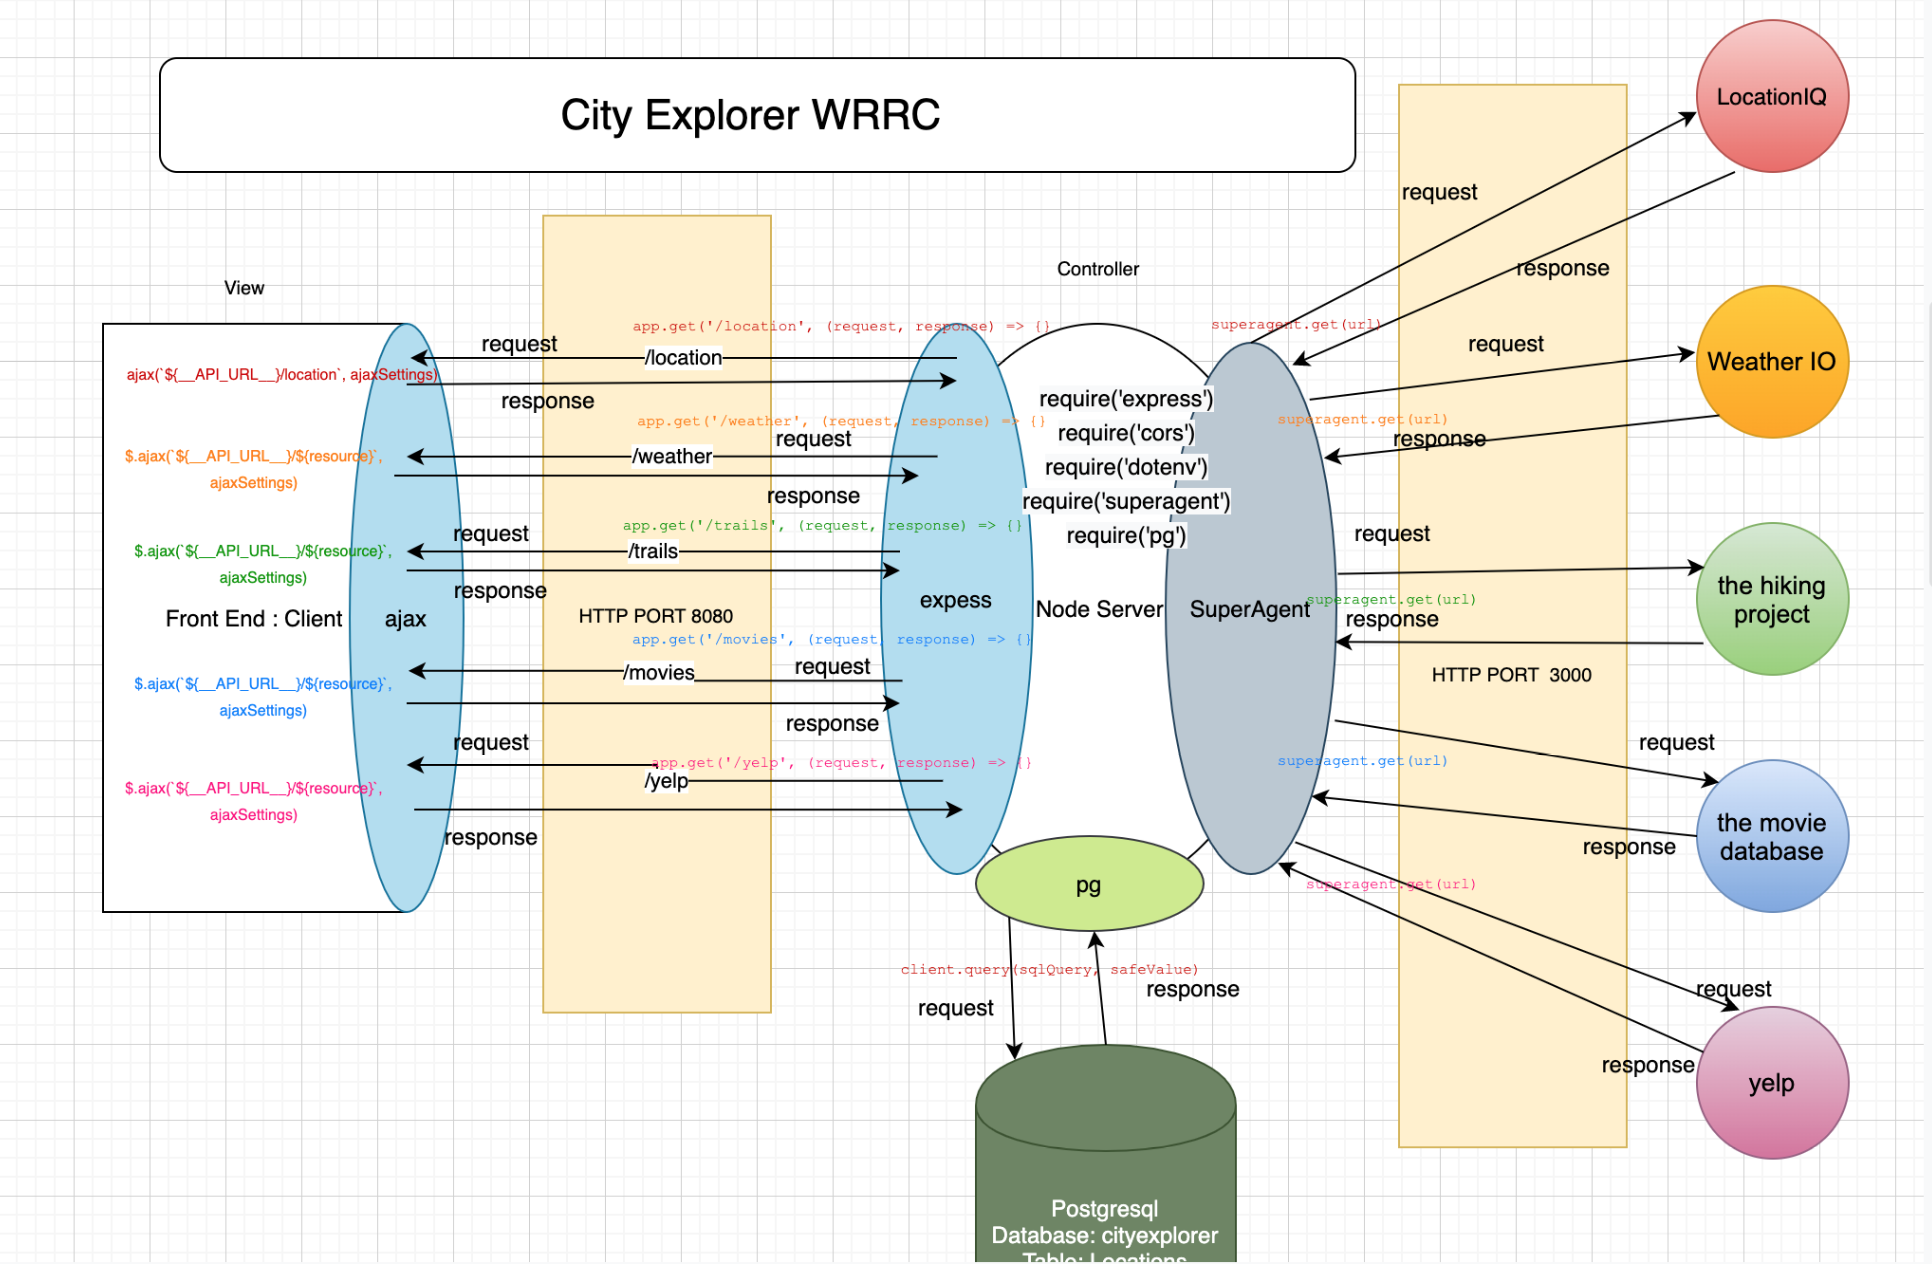 City Explorer WRRC
LocationIQ
request
response
View
Controller
app.get('/location', (request, response) => {}
superagent.get(url)
request
/location
ajax(`${__API_URL__}/location`, ajaxSettings)
response
request
Weather IO
require('express')
require('cors')
require('dotenv')
require('superagent')
require('pg')
app.get('/weather', (request, response) => {}
superagent.get(url)
request
response
/weather
$.ajax(`${__API_URL__}/${resource}`,
ajaxSettings)
response
app.get('/trails', (request, response) => {}
request
request
/trails
$.ajax(`${__API_URL__}/${resource}`,
ajaxSettings)
response
superagent.get(url)
response
the hiking
project
Front End : Client
ajax
HTTP PORT 8080
expess
Node Server
SuperAgent
HTTP PORT  3000
app.get('/movies', (request, response) => {}
/movies
request
$.ajax(`${__API_URL__}/${resource}`,
ajaxSettings)
response
request
superagent.get(url)
the movie
database
response
request
app.get('/yelp', (request, response) => {}
/yelp
$.ajax(`${__API_URL__}/${resource}`,
ajaxSettings)
response
pg
superagent.get(url)
client.query(sqlQuery, safeValue)
request
response
request
response
yelp
Postgresql
Database: cityexplorer
Table: Locations